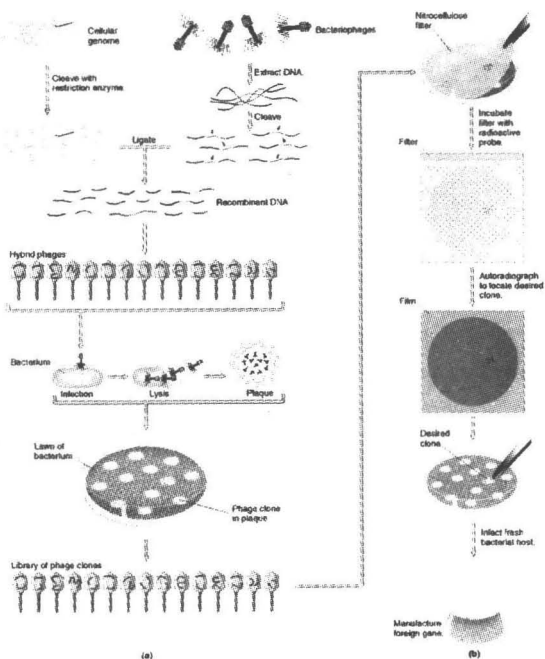 Cellular
genome
Bacteriophages
Cleave with
restriction enzyme
Extract DNA.
Cleave
Ligate
Recombinant DNA
Hybrid phages
Bacterium
Infection
Lysis
Plaque
Lawn of
bacterium
Phage clone
in plaque
Library of phage clones
(a)
Nitrocellulose
filter
Incubate
filter with
radioactive
probe.
Filter
Autoradiograph
to locate desired
clone.
Film
Desired
clone
Infect fresh
bacterial host.
Manufacture
foreign gene.
(b)